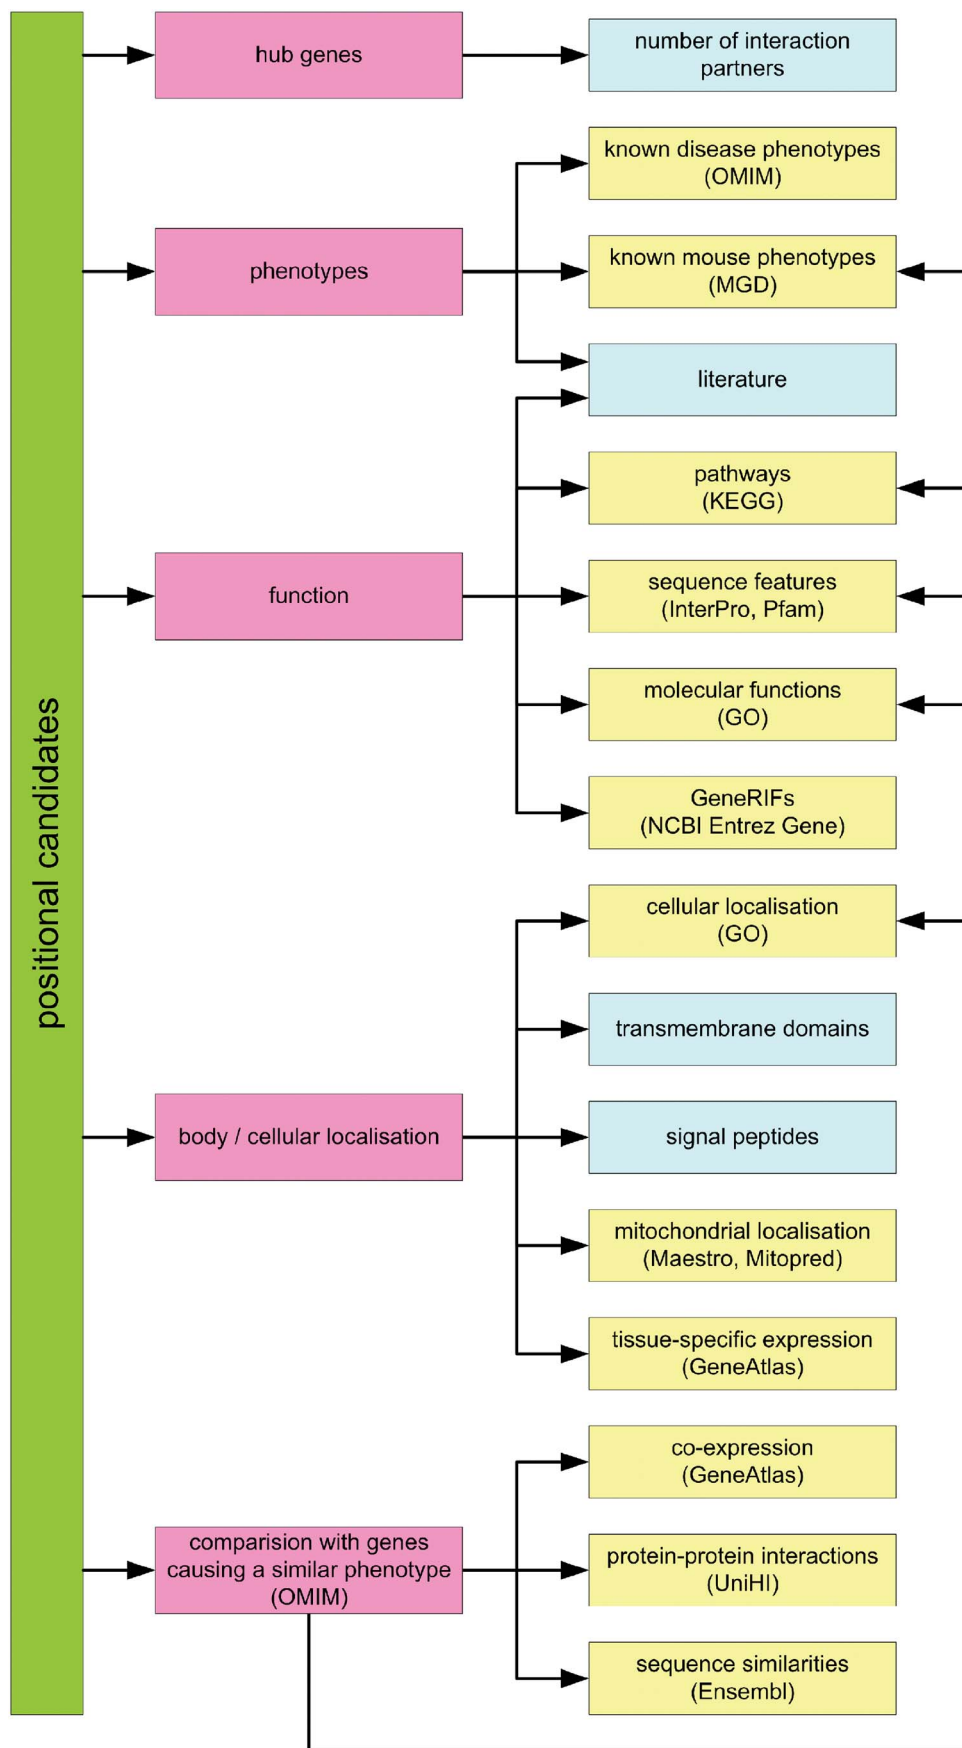 positional candidates
hub genes
number of interaction
partners
phenotypes
known disease phenotypes
(OMIM)
known mouse phenotypes
(MGD)
literature
function
pathways
(KEGG)
sequence features
(InterPro, Pfam)
molecular functions
(GO)
GeneRIFs
(NCBI Entrez Gene)
body / cellular localisation
cellular localisation
(GO)
transmembrane domains
signal peptides
mitochondrial localisation
(Maestro, Mitopred)
tissue-specific expression
(GeneAtlas)
comparision with genes
causing a similar phenotype
(OMIM)
co-expression
(GeneAtlas)
protein-protein interactions
(UniHI)
sequence similarities
(Ensembl)